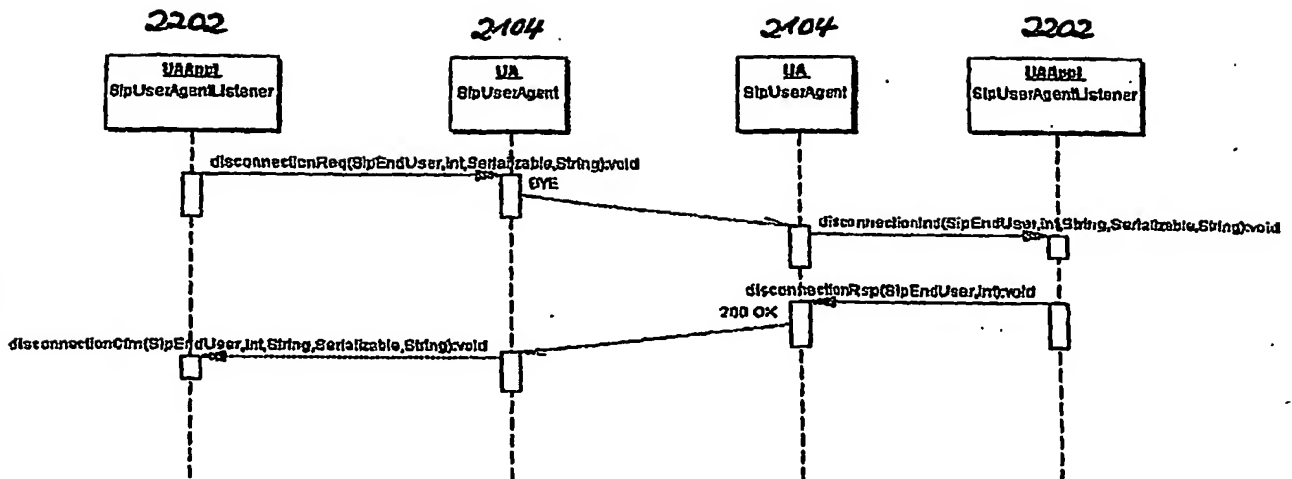 2202
2104
2104
2202
UAAppl
SipUserAgentListener
UA
SipUserAgent
UA
SipUserAgent
UAAppl
SipUserAgentListener
disconnectionReq(SipEndUser,int,Serializable,String):void
BYE
disconnectionInd(SipEndUser,int,String,Serializable,String):void
disconnectionRsp(SipEndUser,int):void
200 OK
disconnectionCfm(SipEndUser,int,String,Serializable,String):void